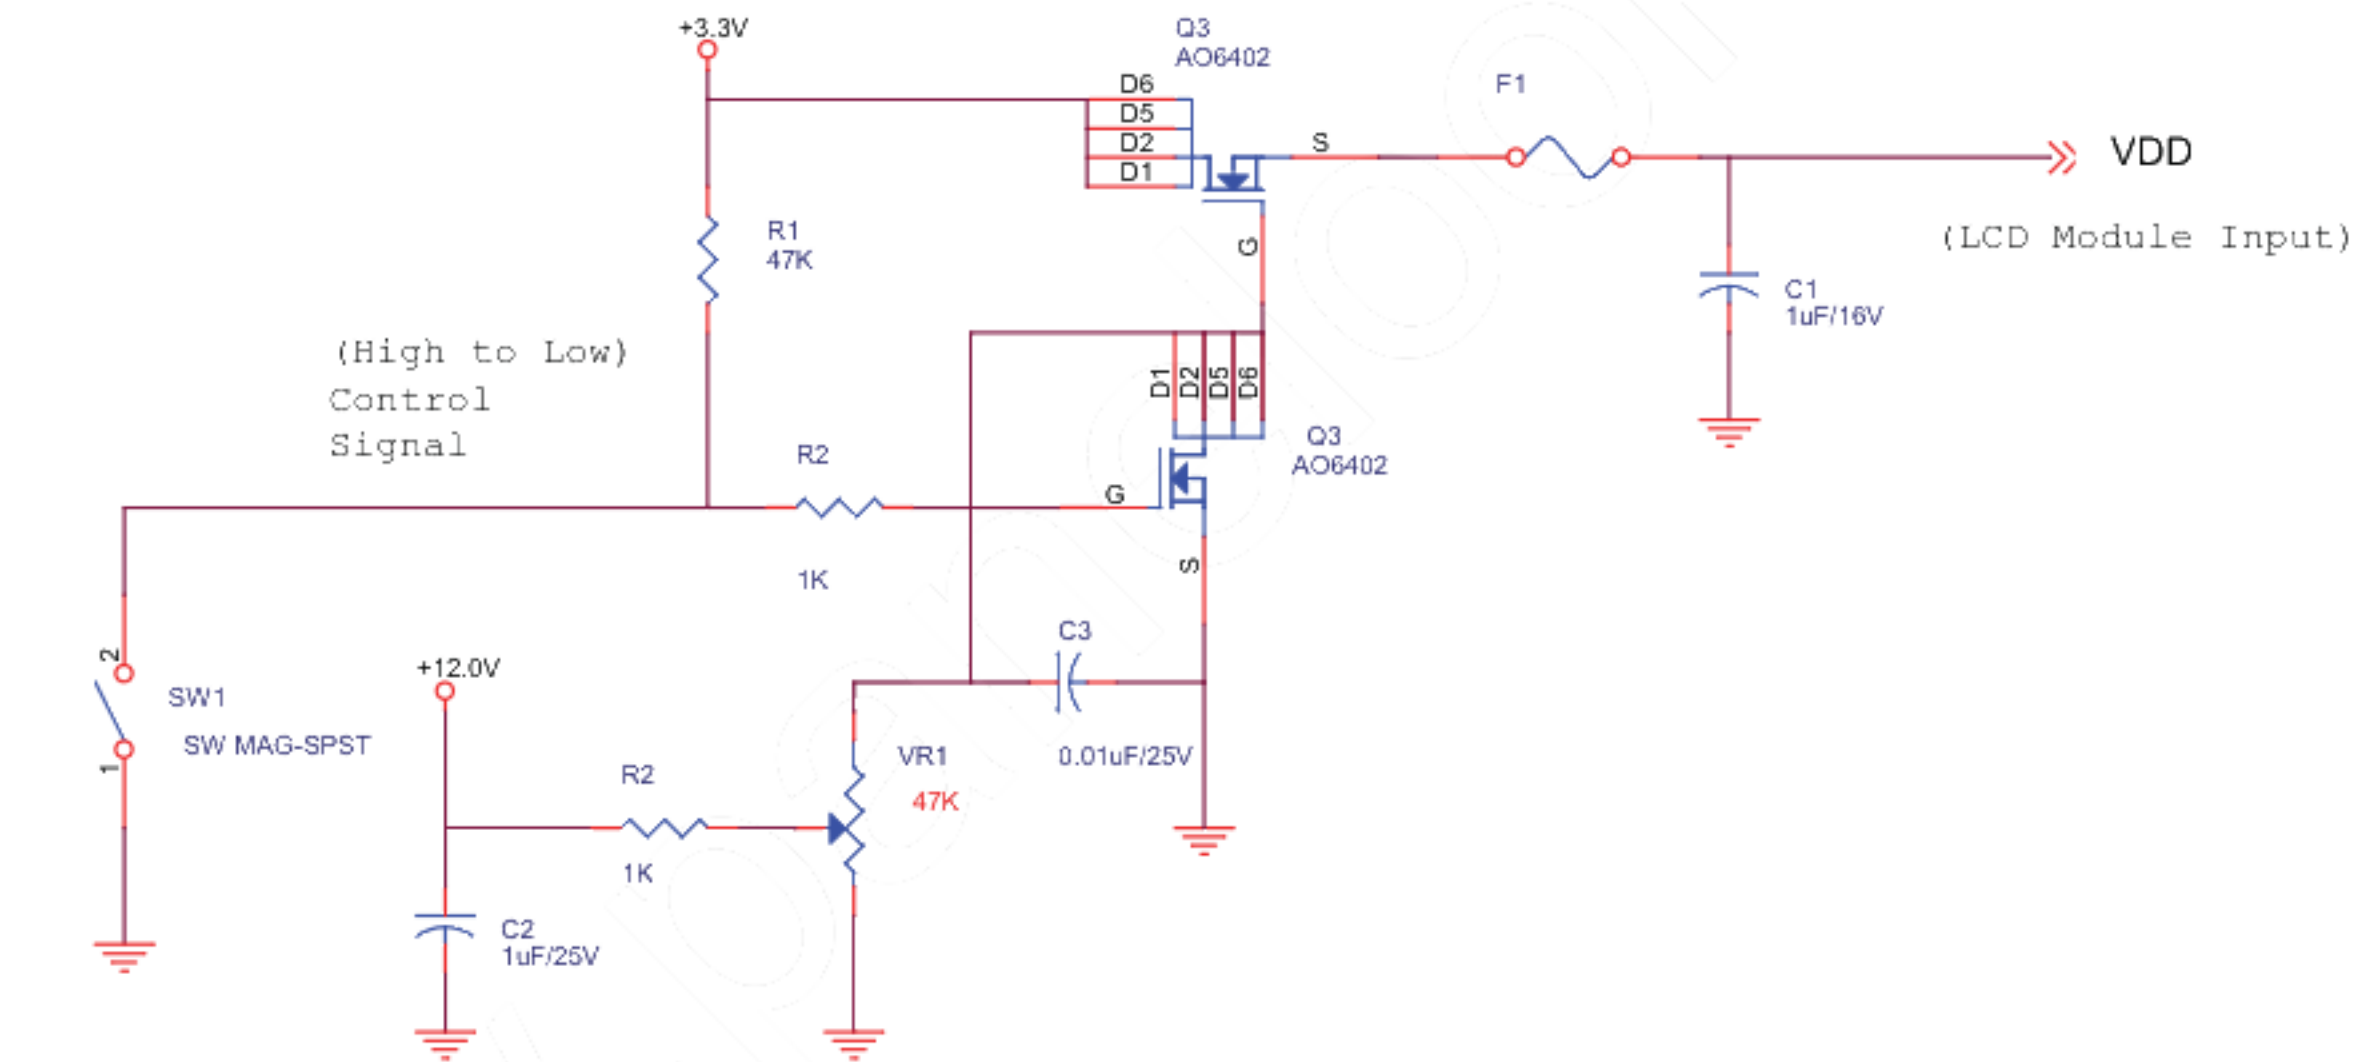 +3.3V
Q3
AO6402
D6
D5
D2
D1
S
G
F1
VDD
(LCD Module Input)
R1
47K
C1
1uF/16V
(High to Low)
Control
Signal
D1
D2
D5
D6
Q3
AO6402
R2
1K
G
S
2
SW1
SW MAG-SPST
1
+12.0V
C3
0.01uF/25V
R2
1K
VR1
47K
C2
1uF/25V